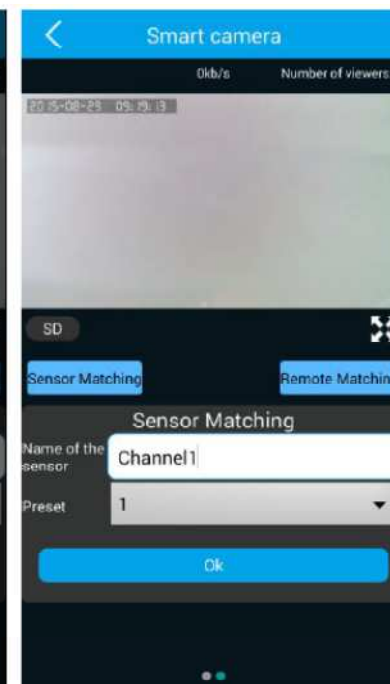 Smart camera
0kb/s Number of viewers
2015-08-29 09:19:13
SD
Sensor Matching Remote Matchin
Sensor Matching
Name of the
sensor
Channel1
Preset 1
Ok